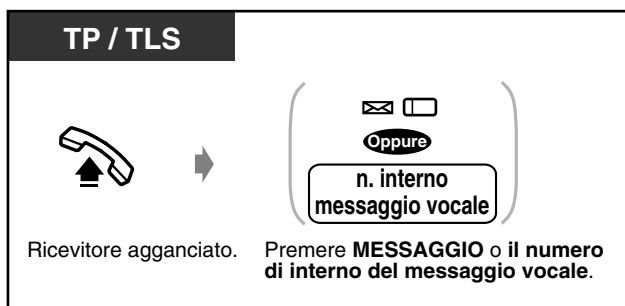 TP / TLS
Oppure
n. interno
messaggio vocale
Ricevitore agganciato.
Premere MESSAGGIO o il numero
di interno del messaggio vocale.